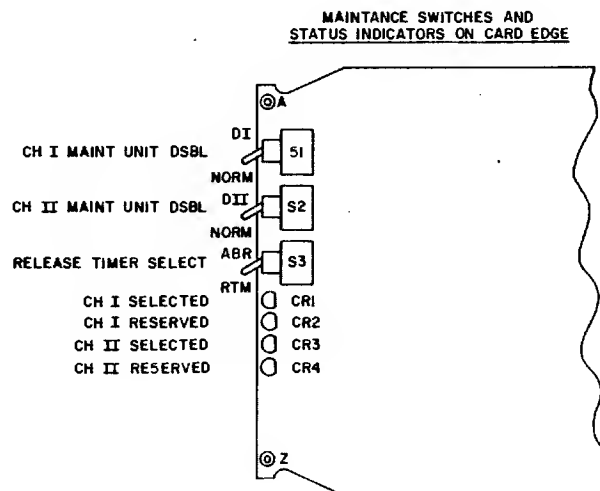 MAINTANCE SWITCHES AND
STATUS INDICATORS ON CARD EDGE
A
DI
CH I MAINT UNIT DSBL
S1
NORM
CH II MAINT UNIT DSBL
DII
S2
NORM
RELEASE TIMER SELECT
ABR
S3
RTM
CH I SELECTED CR1
CH I RESERVED CR2
CH II SELECTED CR3
CH II RESERVED CR4
Z